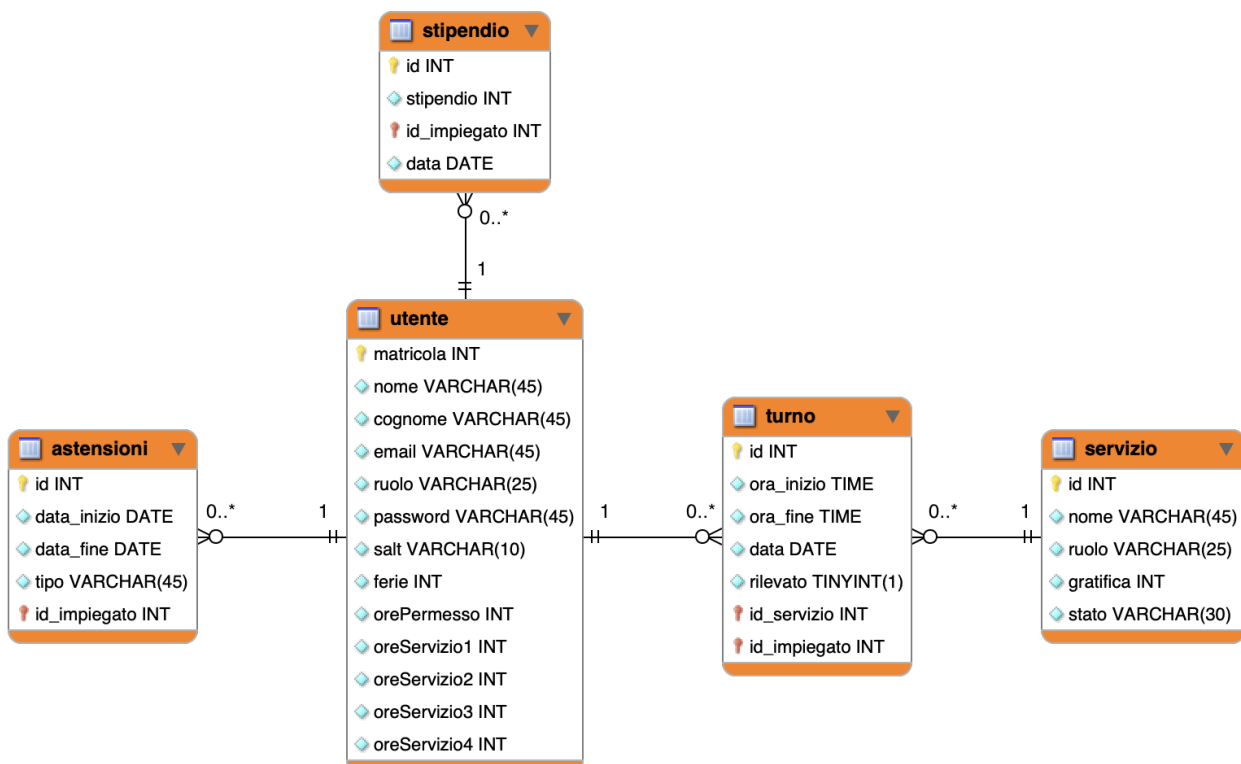 stipendio
id INT
stipendio INT
id_impiegato INT
data DATE
0..*
1
utente
matricola INT
nome VARCHAR(45)
cognome VARCHAR(45)
email VARCHAR(45)
ruolo VARCHAR(25)
password VARCHAR(45)
salt VARCHAR(10)
ferie INT
orePermesso INT
oreServizio1 INT
oreServizio2 INT
oreServizio3 INT
oreServizio4 INT
astensioni
id INT
data_inizio DATE
data_fine DATE
tipo VARCHAR(45)
id_impiegato INT
0..*
1
1
0..*
turno
id INT
ora_inizio TIME
ora_fine TIME
data DATE
rilevato TINYINT(1)
id_servizio INT
id_impiegato INT
0..*
1
servizio
id INT
nome VARCHAR(45)
ruolo VARCHAR(25)
gratifica INT
stato VARCHAR(30)